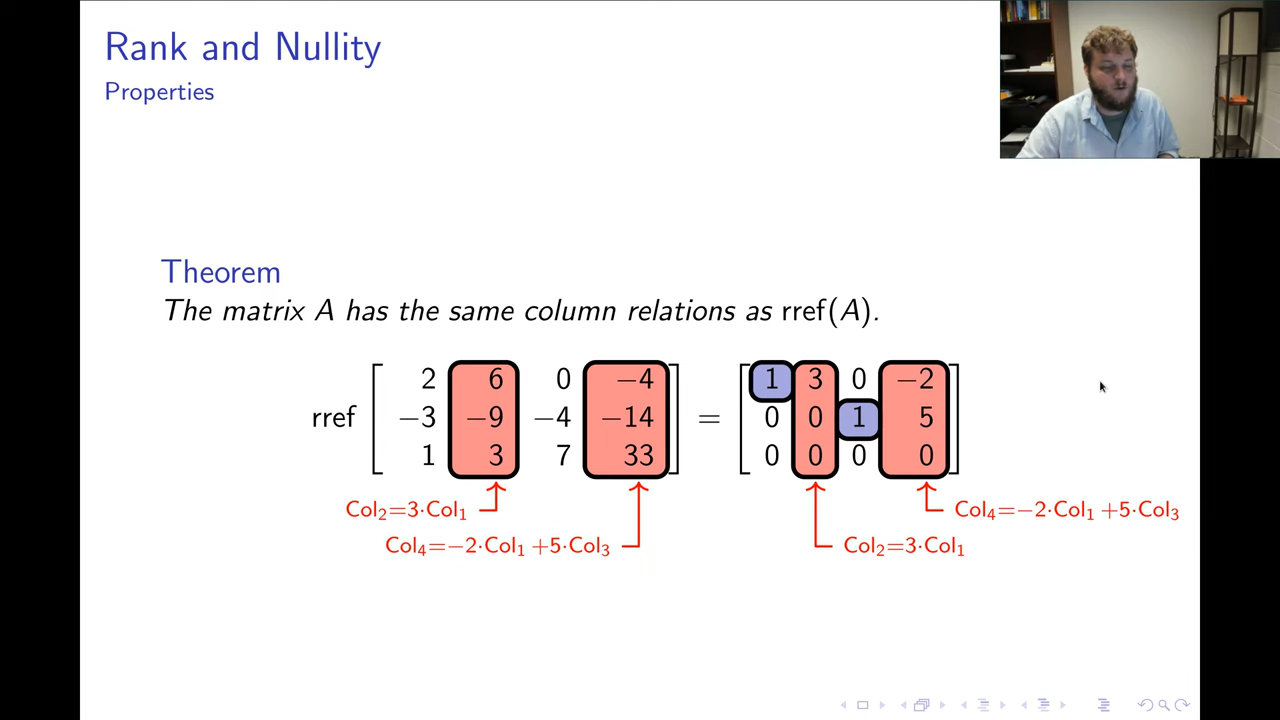 Rank and Nullity
Properties
Theorem
The matrix A has the same column relations as rref(A).
rref [ 2 6 0 −4 ] = [ 1 3 0 −2 ]
−3 −9 −4 −14 0 0 1 5
1 3 7 33 0 0 0 0
Col₂=3·Col₁
Col₄=−2·Col₁ +5·Col₃
Col₄=−2·Col₁ +5·Col₃
Col₂=3·Col₁